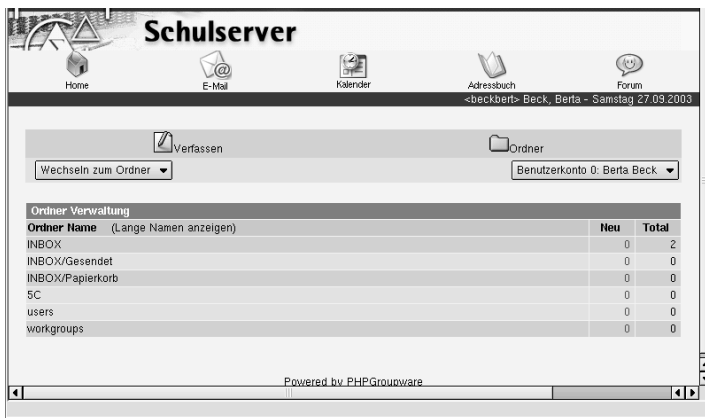 Schulserver
Home E-Mail Kalender Adressbuch Forum
<beckbert> Beck, Berta - Samstag 27.09.2003
Verfassen Ordner
Wechseln zum Ordner Benutzerkonto 0: Berta Beck
Ordner Verwaltung
Ordner Name (Lange Namen anzeigen) Neu Total
INBOX 0 2
INBOX/Gesendet 0 0
INBOX/Papierkorb 0 0
5C 0 0
users 0 0
workgroups 0 0
Powered by PHPGroupware